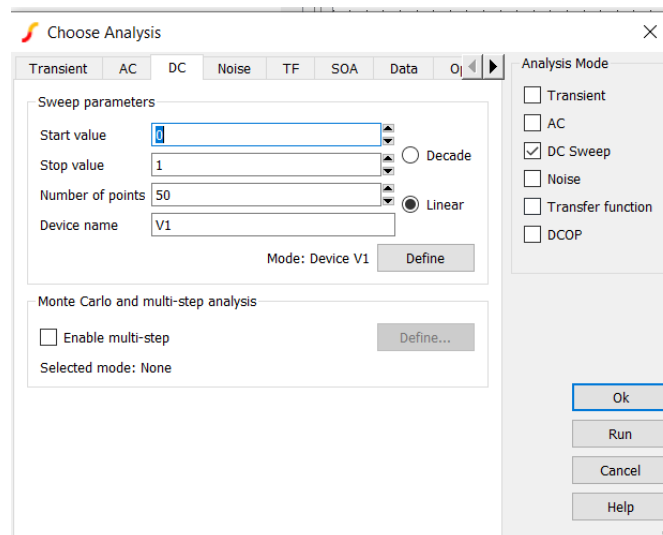 Choose Analysis
Transient AC DC Noise TF SOA Data
Sweep parameters
Start value 0
Stop value 1
Decade
Number of points 50
Linear
Device name V1
Mode: Device V1 Define
Monte Carlo and multi-step analysis
Enable multi-step Define...
Selected mode: None
Analysis Mode
Transient
AC
DC Sweep
Noise
Transfer function
DCOP
Ok
Run
Cancel
Help